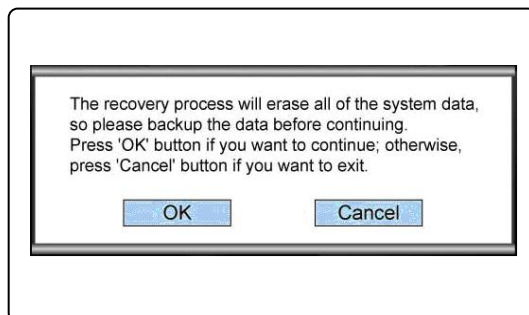 The recovery process will erase all of the system data,
so please backup the data before continuing.
Press 'OK' button if you want to continue; otherwise,
press 'Cancel' button if you want to exit.
OK Cancel